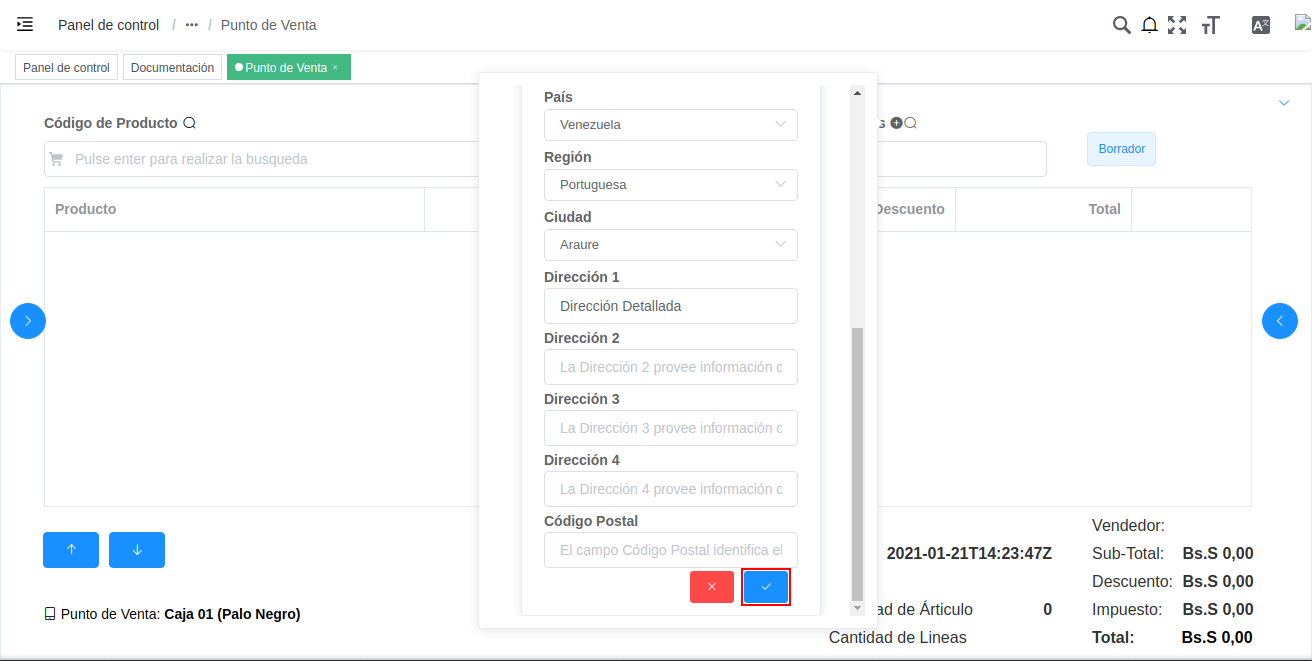 Panel de control / ••• / Punto de Venta
Panel de control
Documentación
Punto de Venta ×
Código de Producto
Pulse enter para realizar la busqueda
Borrador
Producto
Descuento
Total
País
Venezuela
Región
Portuguesa
Ciudad
Araure
Dirección 1
Dirección Detallada
Dirección 2
La Dirección 2 provee información d
Dirección 3
La Dirección 3 provee información d
Dirección 4
La Dirección 4 provee información d
Código Postal
El campo Código Postal identifica el
Punto de Venta: Caja 01 (Palo Negro)
2021-01-21T14:23:47Z
ad de Árticulo 0
Cantidad de Lineas
Vendedor:
Sub-Total: Bs.S 0,00
Descuento: Bs.S 0,00
Impuesto: Bs.S 0,00
Total: Bs.S 0,00